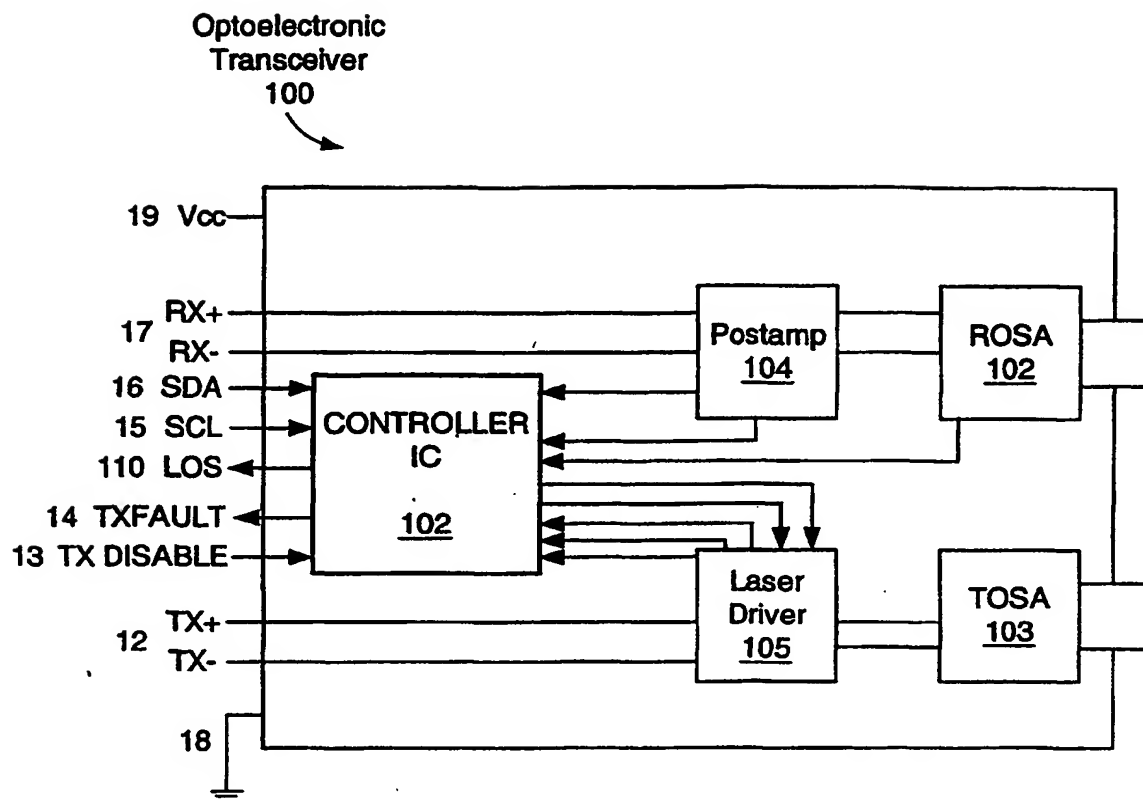 Optoelectronic
Transceiver
100
19 Vcc
17 RX+
RX-
Postamp
104
ROSA
102
16 SDA
15 SCL
110 LOS
14 TXFAULT
13 TX DISABLE
CONTROLLER
IC
102
Laser
Driver
105
TOSA
103
12 TX+
TX-
18